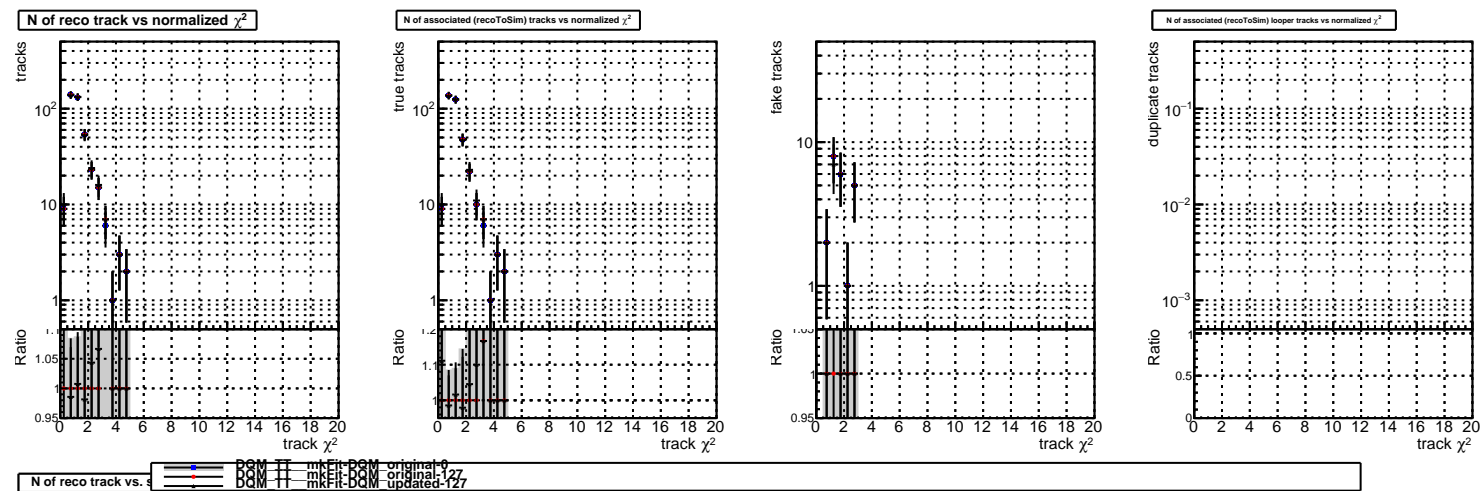 N of reco track vs normalized χ²
tracks
10²
10
1
Ratio
1.1
1.05
1
0.95
0 2 4 6 8 10 12 14 16 18 20
track χ²
N of associated (recoToSim) tracks vs normalized χ²
true tracks
10²
10
1
Ratio
1.2
1.1
1
0 2 4 6 8 10 12 14 16 18 20
track χ²
fake tracks
10
1
Ratio
1.05
1
0.95
0 2 4 6 8 10 12 14 16 18 20
track χ²
N of associated (recoToSim) looper tracks vs normalized χ²
duplicate tracks
10⁻¹
10⁻²
10⁻³
Ratio
1
0.5
0
0 2 4 6 8 10 12 14 16 18 20
track χ²
N of reco track vs. s
DQM_TT__mkFit-DQM_original-0
DQM_TT__mkFit-DQM_original-127
DQM_TT__mkFit-DQM_updated-127